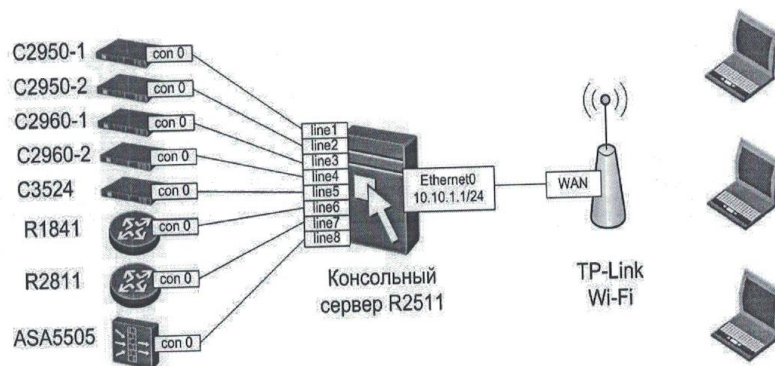 C2950-1
con 0
C2950-2
con 0
C2960-1
con 0
C2960-2
con 0
C3524
con 0
R1841
con 0
R2811
con 0
ASA5505
con 0
line1
line2
line3
line4
line5
line6
line7
line8
Ethernet0
10.10.1.1/24
Консольный
сервер R2511
WAN
TP-Link
Wi-Fi